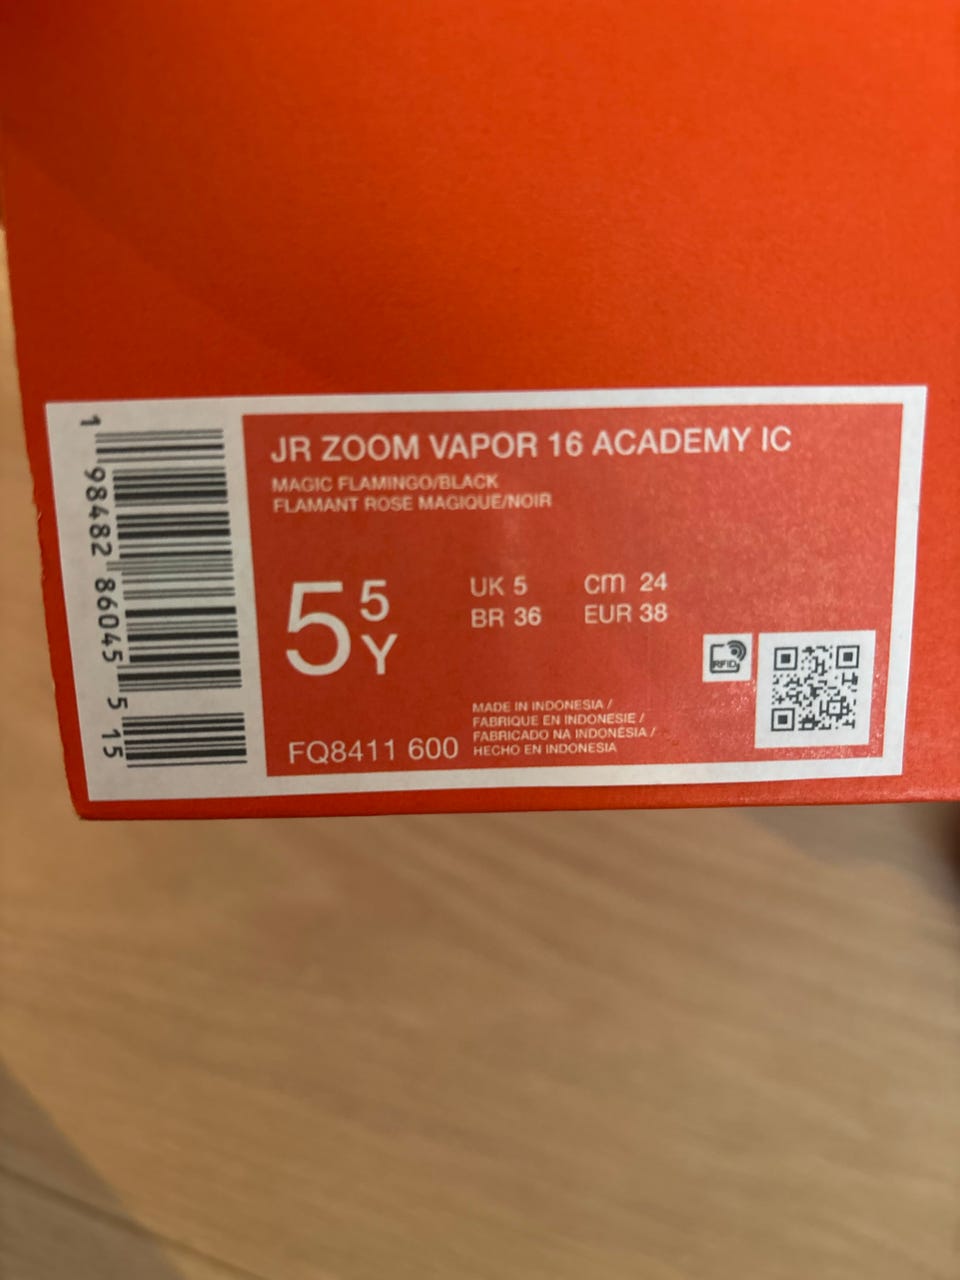 1 98482 86045 5 15
JR ZOOM VAPOR 16 ACADEMY IC
MAGIC FLAMINGO/BLACK
FLAMANT ROSE MAGIQUE/NOIR
5 5 Y
UK 5 cm 24
BR 36 EUR 38
RFID
MADE IN INDONESIA /
FABRIQUE EN INDONESIE /
FABRICADO NA INDONÉSIA /
HECHO EN INDONESIA
FQ8411 600